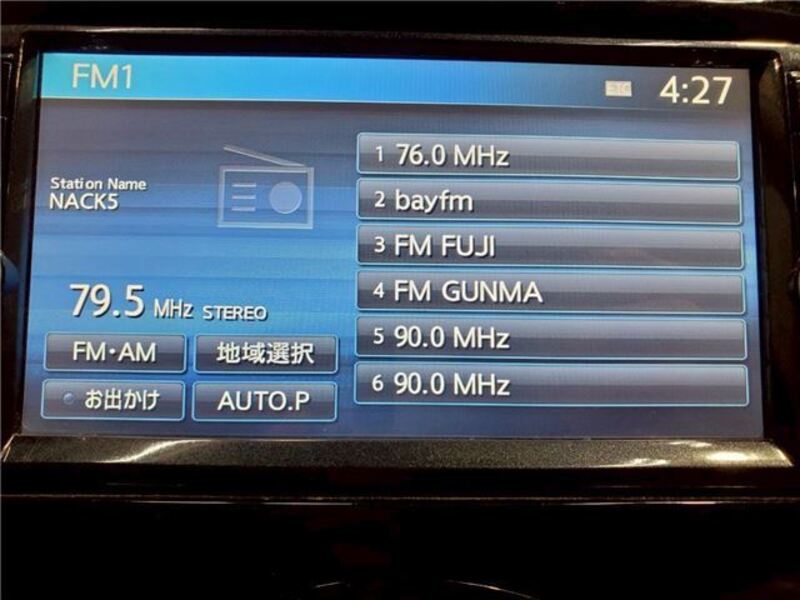 FM1
ETC
4:27
Station Name
NACK5
79.5 MHz STEREO
FM・AM
地域選択
お出かけ
AUTO.P
1 76.0 MHz
2 bayfm
3 FM FUJI
4 FM GUNMA
5 90.0 MHz
6 90.0 MHz